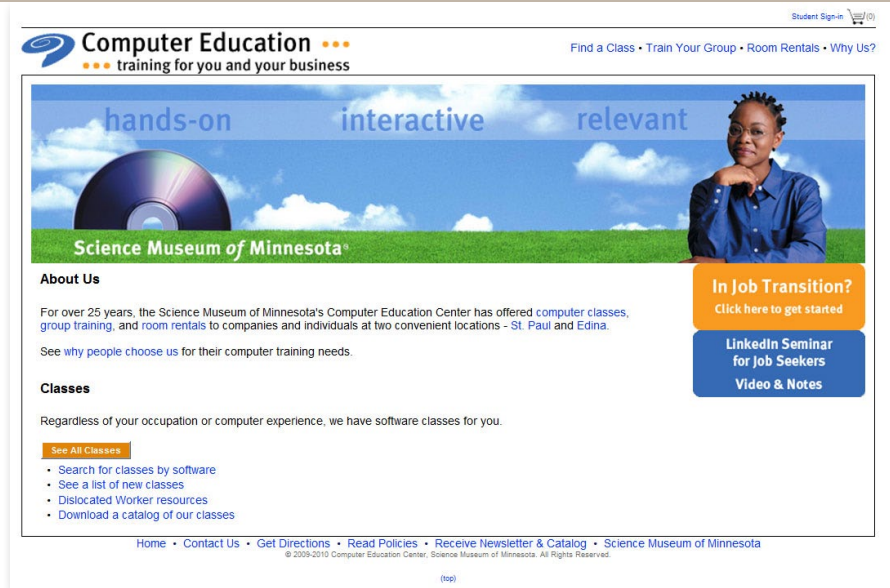 Student Sign-in (0)
Computer Education
training for you and your business
Find a Class • Train Your Group • Room Rentals • Why Us?
hands-on interactive relevant
Science Museum of Minnesota®
About Us
For over 25 years, the Science Museum of Minnesota's Computer Education Center has offered computer classes,
group training, and room rentals to companies and individuals at two convenient locations - St. Paul and Edina.
See why people choose us for their computer training needs.
Classes
Regardless of your occupation or computer experience, we have software classes for you.
See All Classes
• Search for classes by software
• See a list of new classes
• Dislocated Worker resources
• Download a catalog of our classes
In Job Transition?
Click here to get started
LinkedIn Seminar
for Job Seekers
Video & Notes
Home • Contact Us • Get Directions • Read Policies • Receive Newsletter & Catalog • Science Museum of Minnesota
© 2009-2010 Computer Education Center, Science Museum of Minnesota. All Rights Reserved.
(top)